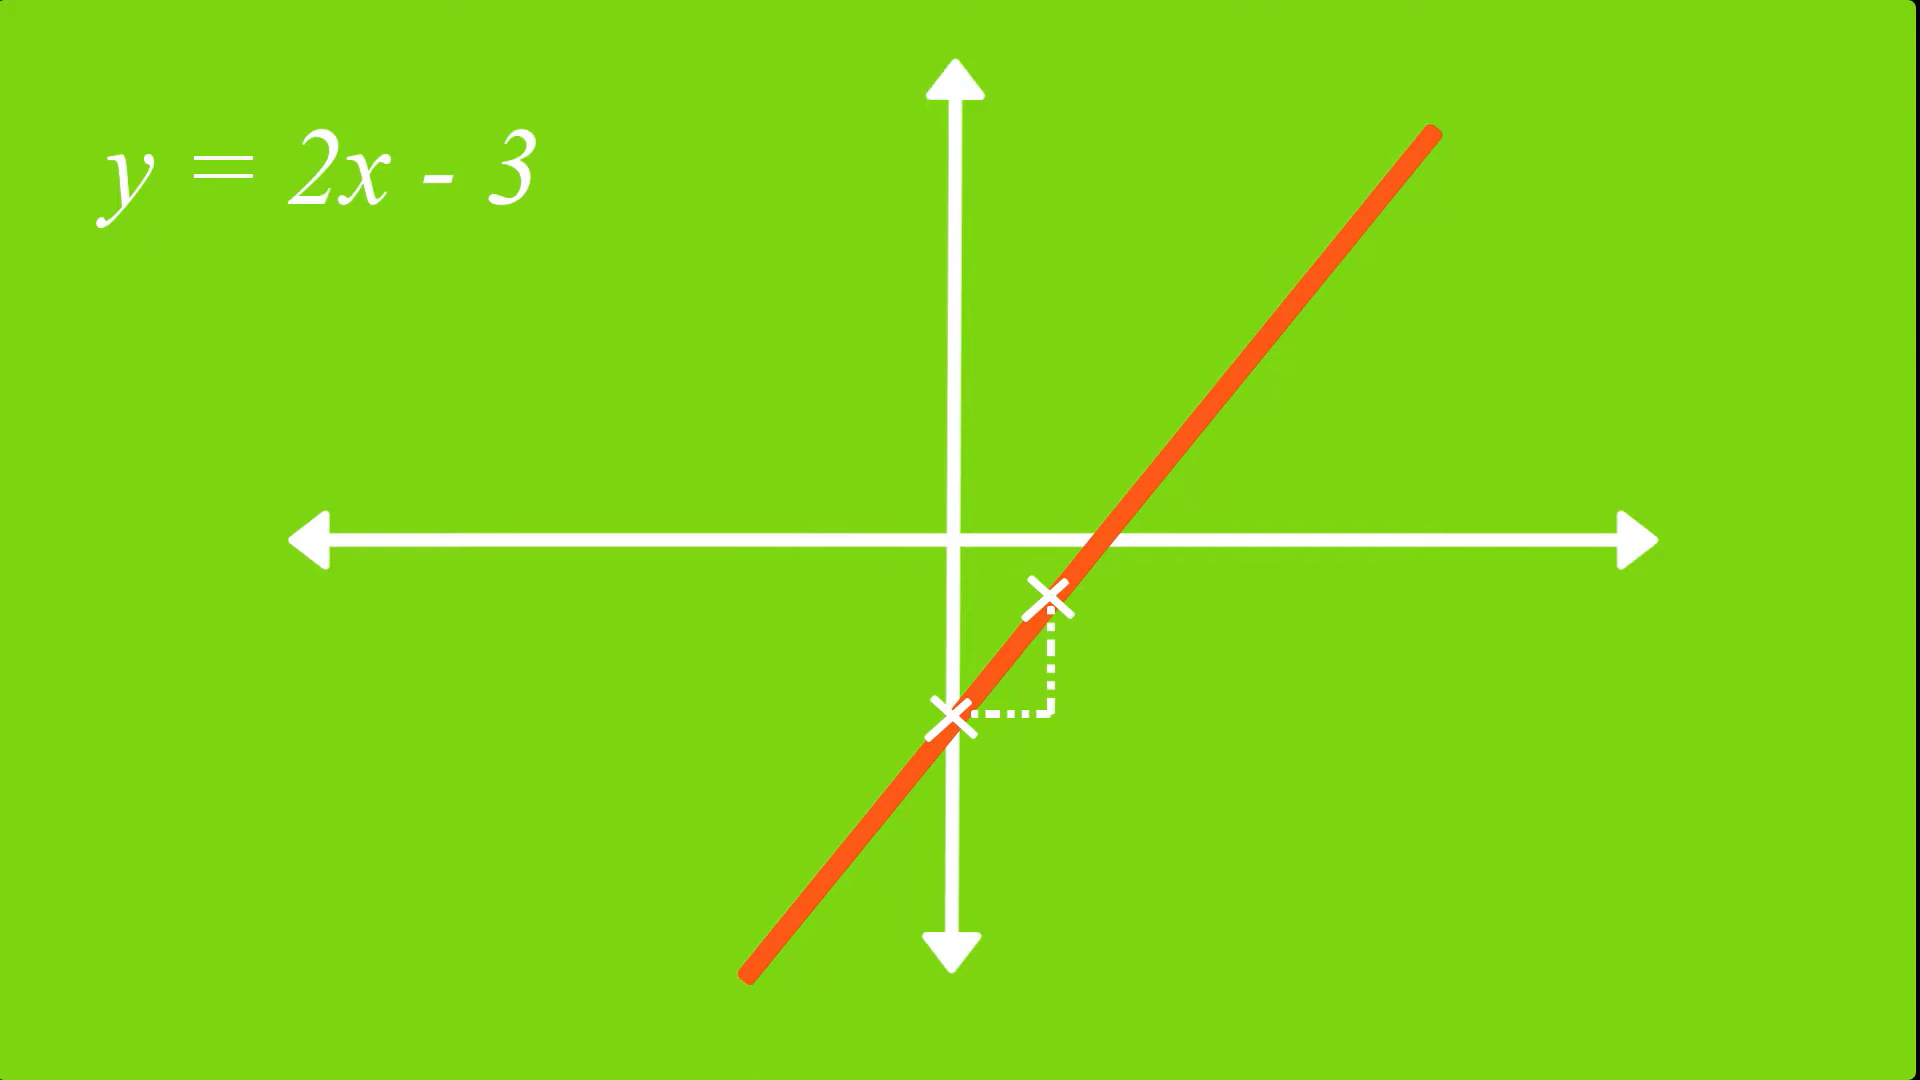 y = 2x - 3